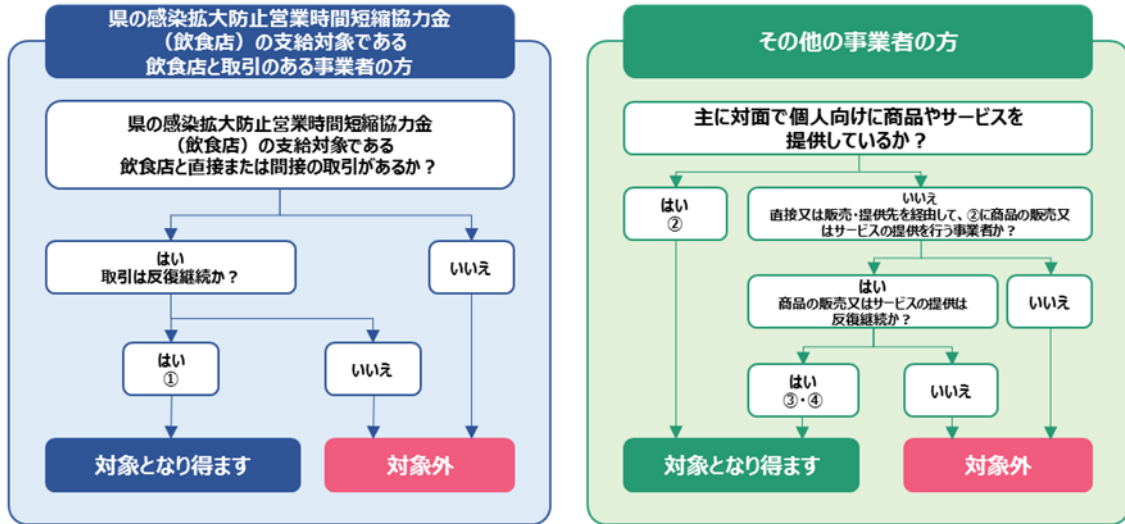 県の感染拡大防止営業時間短縮協力金
（飲食店）の支給対象である
飲食店と取引のある事業者の方
県の感染拡大防止営業時間短縮協力金
（飲食店）の支給対象である
飲食店と直接または間接の取引があるか？
はい
取引は反復継続か？
いいえ
はい
①
いいえ
対象となり得ます
対象外
その他の事業者の方
主に対面で個人向けに商品やサービスを
提供しているか？
はい
②
いいえ
直接又は販売・提供先を経由して、②に商品の販売又
はサービスの提供を行う事業者か？
はい
商品の販売又はサービスの提供は
反復継続か？
いいえ
はい
③・④
いいえ
対象となり得ます
対象外